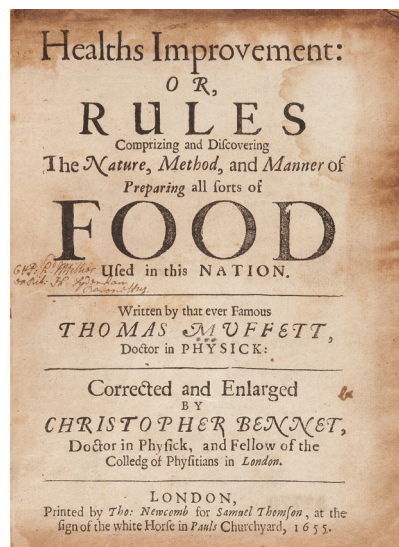 Healths Improvement:
OR,
RULES
Comprizing and Discovering
The Nature, Method, and Manner of
Preparing all sorts of
FOOD
Used in this NATION.
Written by that ever Famous
THOMAS MUFFETT,
Doctor in PHYSICK:
Corrected and Enlarged
BY
CHRISTOPHER BENNET,
Doctor in Physick, and Fellow of the
Colledg of Physitians in London.
LONDON,
Printed by Tho: Newcomb for Samuel Thomson, at the
sign of the white Horse in Pauls Churchyard, 1655.